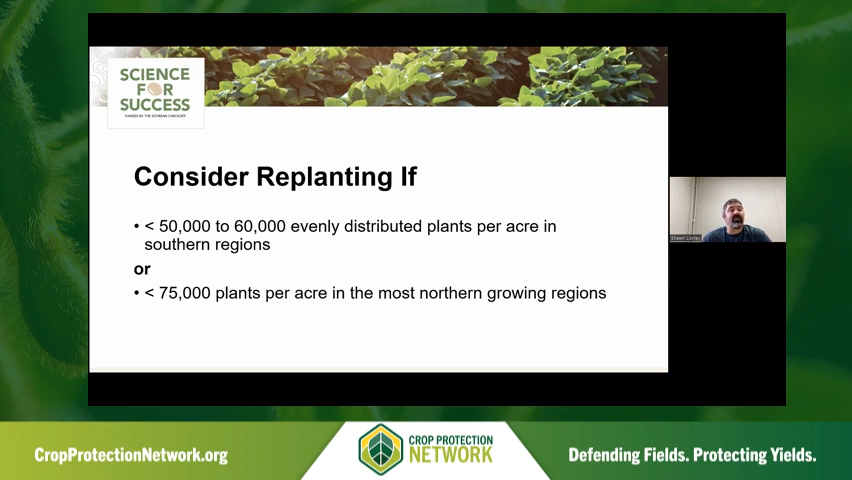 SCIENCE
FOR
SUCCESS
FUNDED BY THE SOYBEAN CHECKOFF
Consider Replanting If
• < 50,000 to 60,000 evenly distributed plants per acre in
southern regions
or
• < 75,000 plants per acre in the most northern growing regions
Shawn Conley
CropProtectionNetwork.org
CROP PROTECTION
NETWORK
Defending Fields. Protecting Yields.